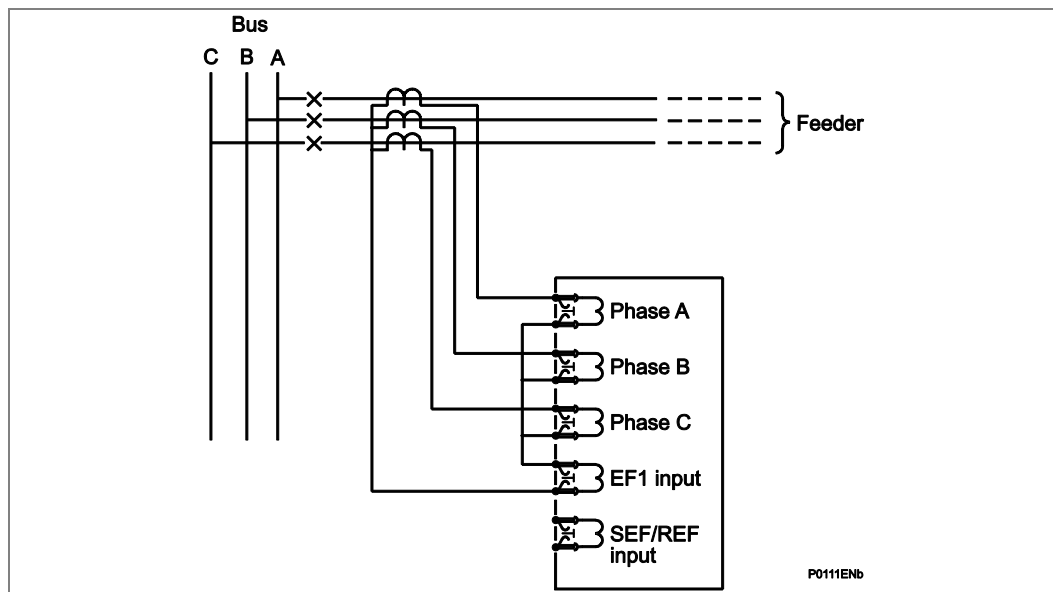 Bus
C B A
Feeder
Phase A
Phase B
Phase C
EF1 input
SEF/REF
input
P0111ENb